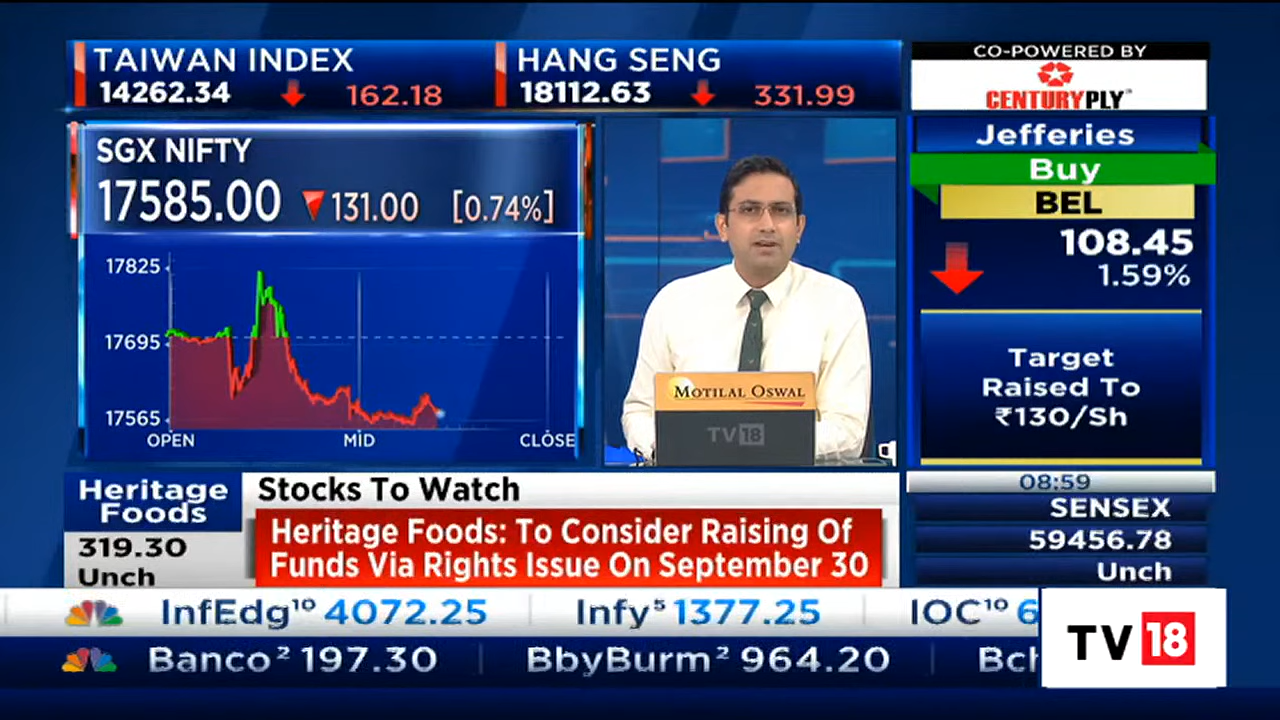 TAIWAN INDEX
14262.34 162.18
HANG SENG
18112.63 331.99
CO-POWERED BY
CENTURYPLY™
SGX NIFTY
17585.00 131.00 [0.74%]
17825
17695
17565
OPEN MID CLOSE
MOTILAL OSWAL
TV18
Jefferies
Buy
BEL
108.45
1.59%
Target
Raised To
₹130/Sh
08:59
SENSEX
59456.78
Unch
Heritage
Foods
319.30
Unch
Stocks To Watch
Heritage Foods: To Consider Raising Of
Funds Via Rights Issue On September 30
InfEdg¹⁰ 4072.25 Infy⁵ 1377.25 IOC¹⁰ 6
Banco² 197.30 BbyBurm² 964.20 Bch
TV18